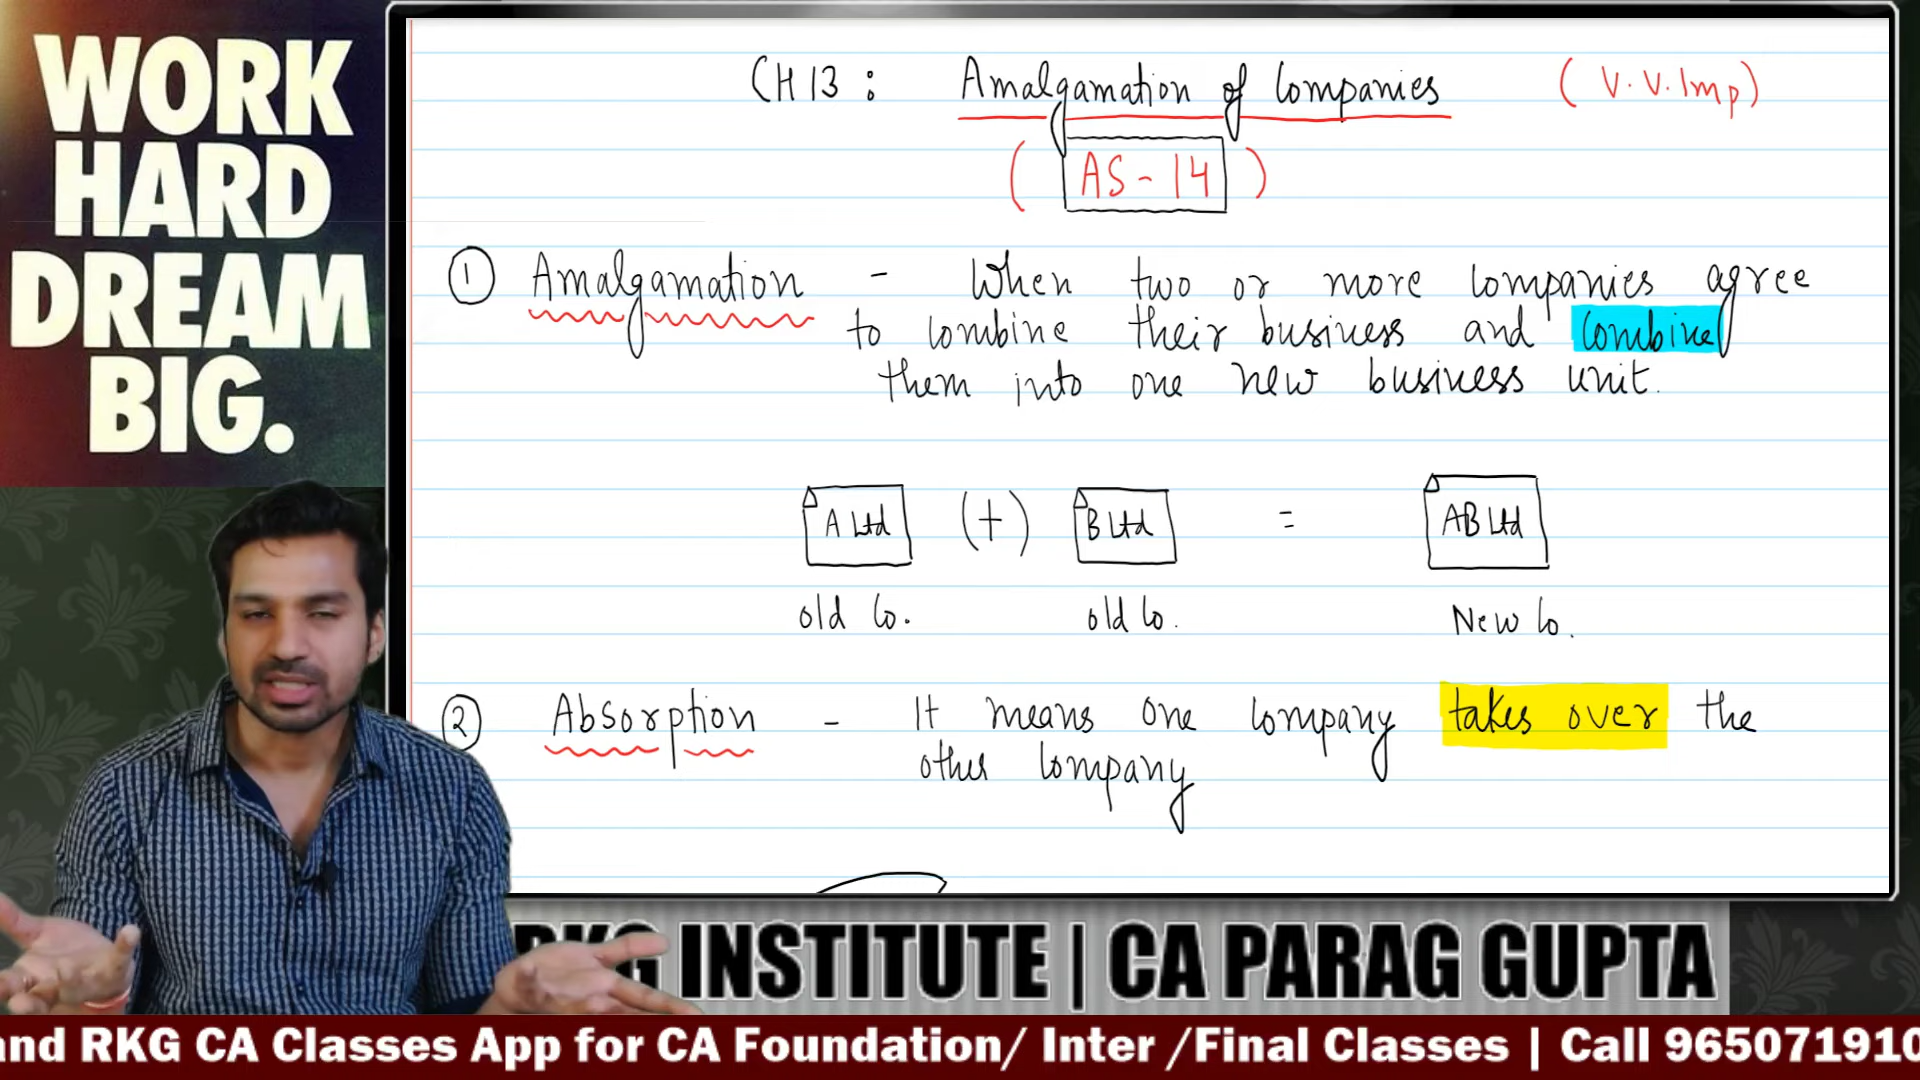 WORK
HARD
DREAM
BIG.
CH 13 : Amalgamation of Companies (V.V.Imp)
( AS - 14 )
① Amalgamation - When two or more companies agree
to combine their business and combine
them into one new business unit.
A Ltd (+) B Ltd = AB Ltd
old Co. old Co. New Co.
② Absorption - It means one company takes over the
other company
RKG INSTITUTE | CA PARAG GUPTA
and RKG CA Classes App for CA Foundation/ Inter /Final Classes | Call 965071910